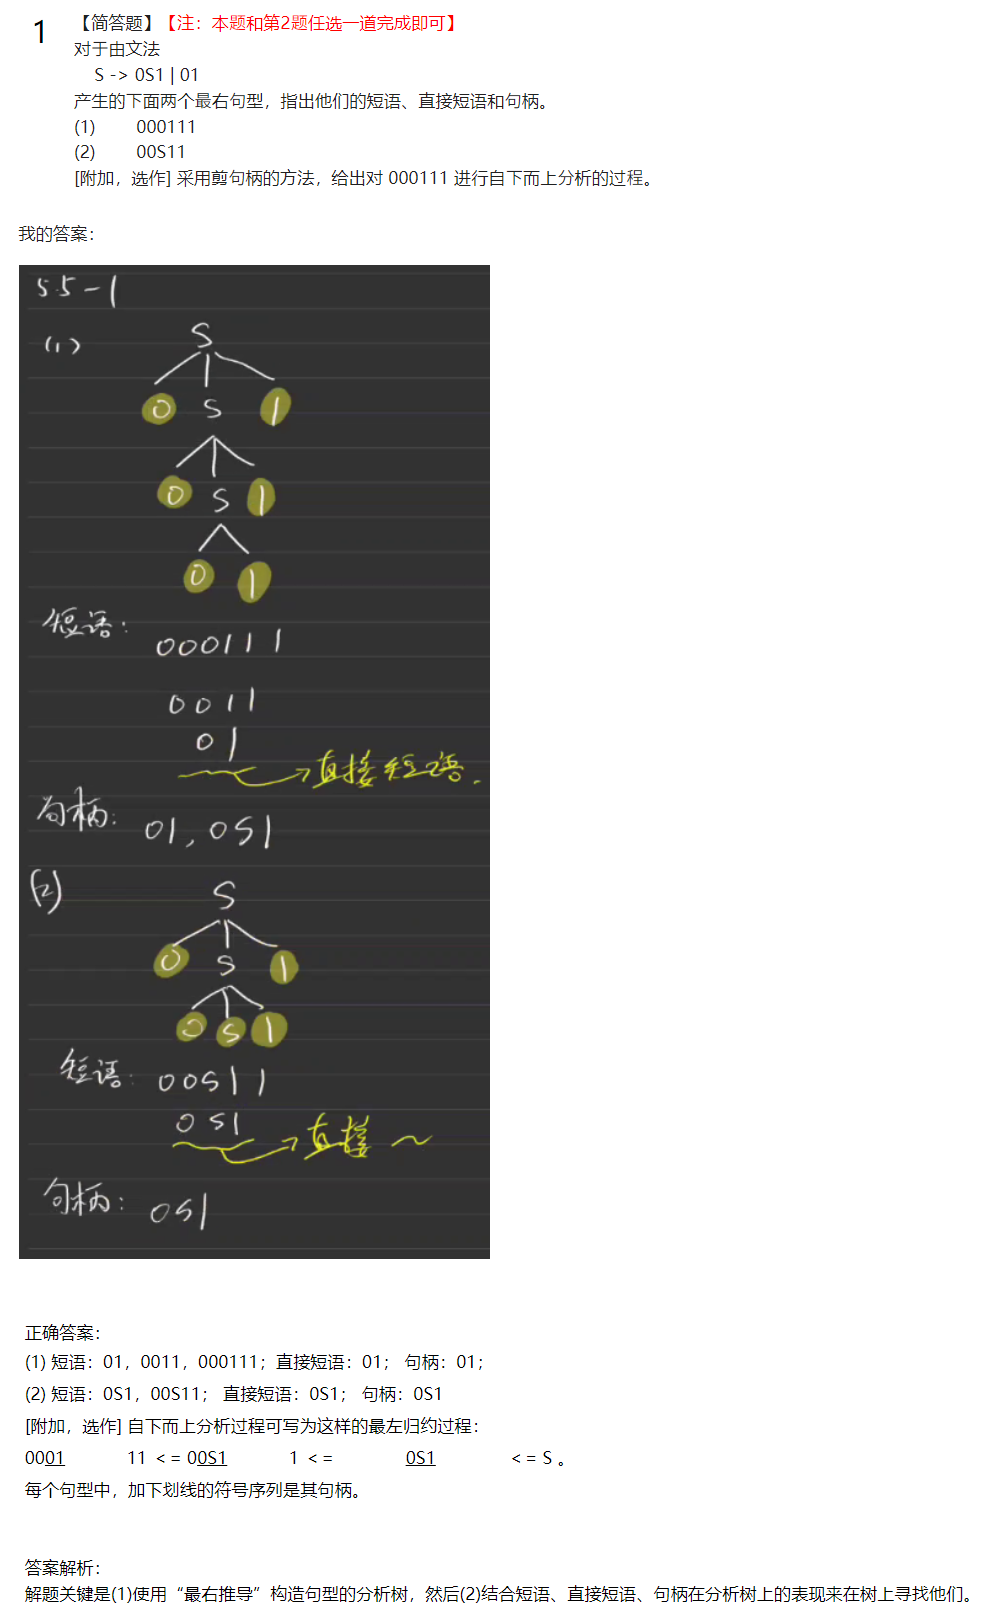 1
【简答题】【注：本题和第2题任选一道完成即可】
对于由文法
S -> 0S1 | 01
产生的下面两个最右句型，指出他们的短语、直接短语和句柄。
(1) 000111
(2) 00S11
[附加，选作] 采用剪句柄的方法，给出对 000111 进行自下而上分析的过程。
我的答案：
5.5-1
(1)
S
0 S 1
0 S 1
0 1
短语：
000111
0011
01
→直接短语.
句柄：01, 0S1
(2)
S
0 S 1
0 S 1
短语：00S11
0S1
→直接~
句柄：0S1
正确答案：
(1) 短语：01，0011，000111；直接短语：01； 句柄：01；
(2) 短语：0S1，00S11； 直接短语：0S1； 句柄：0S1
[附加，选作] 自下而上分析过程可写为这样的最左归约过程：
0001 11 <= 00S1 1 <= 0S1 <= S 。
每个句型中，加下划线的符号序列是其句柄。
答案解析：
解题关键是(1)使用“最右推导”构造句型的分析树，然后(2)结合短语、直接短语、句柄在分析树上的表现来在树上寻找他们。